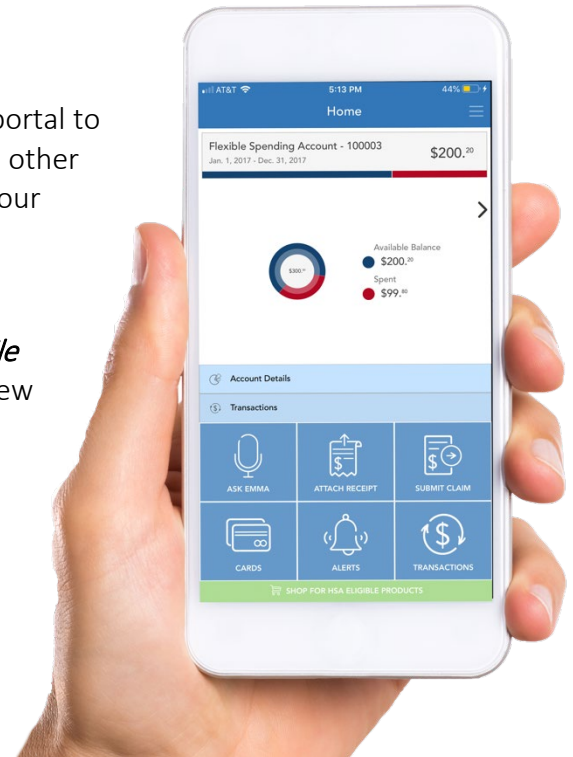 portal to
other
our
le
ew
AT&T 5:13 PM 44%
Home
Flexible Spending Account - 100003
Jan. 1, 2017 - Dec. 31, 2017
$200.20
Available Balance
$200.20
Spent
$99.80
$300.00
Account Details
Transactions
ASK EMMA ATTACH RECEIPT SUBMIT CLAIM
CARDS ALERTS TRANSACTIONS
SHOP FOR HSA ELIGIBLE PRODUCTS